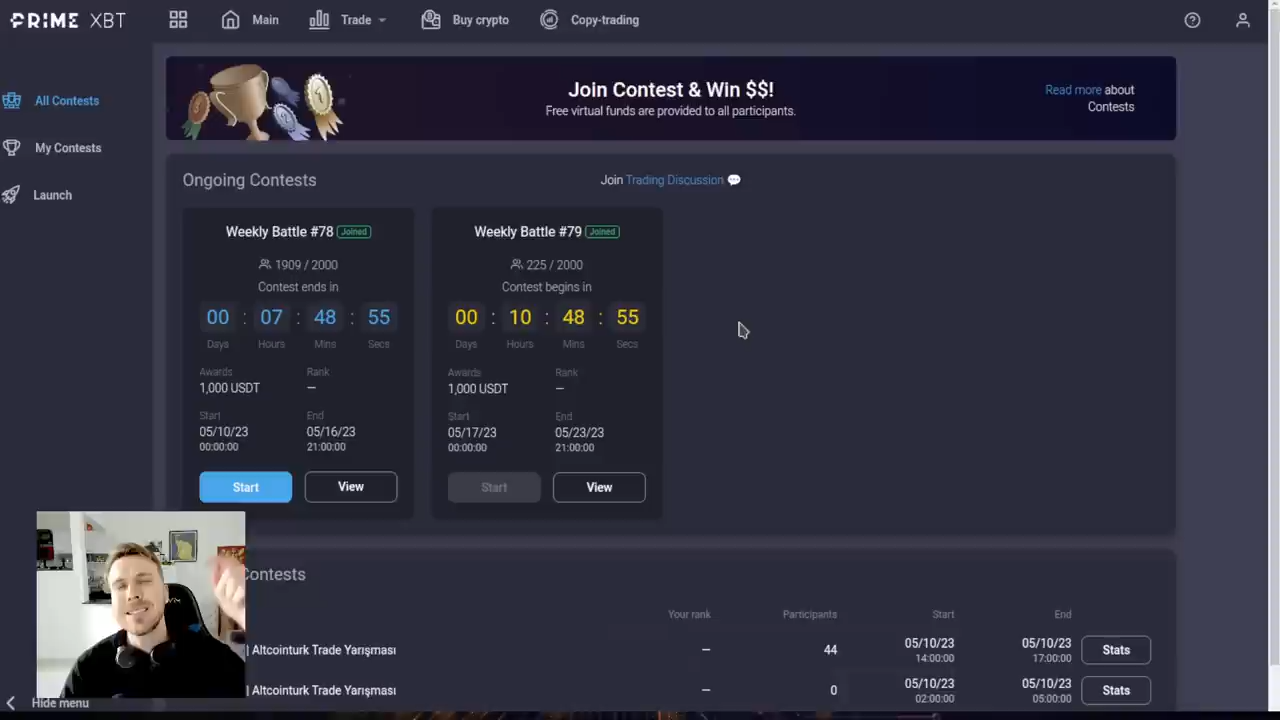 PRIME XBT
Main
Trade
Buy crypto
Copy-trading
All Contests
My Contests
Launch
Join Contest & Win $$!
Free virtual funds are provided to all participants.
Read more about
Contests
Ongoing Contests
Join Trading Discussion
Weekly Battle #78 Joined
1909 / 2000
Contest ends in
00 : 07 : 48 : 55
Days Hours Mins Secs
Awards Rank
1,000 USDT —
Start End
05/10/23 05/16/23
00:00:00 21:00:00
Start View
Weekly Battle #79 Joined
225 / 2000
Contest begins in
00 : 10 : 48 : 55
Days Hours Mins Secs
Awards Rank
1,000 USDT —
Start End
05/17/23 05/23/23
00:00:00 21:00:00
Start View
Contests
Your rank Participants Start End
| Altcointurk Trade Yarışması — 44 05/10/23 05/10/23 Stats
14:00:00 17:00:00
| Altcointurk Trade Yarışması — 0 05/10/23 05/10/23 Stats
02:00:00 05:00:00
Hide menu